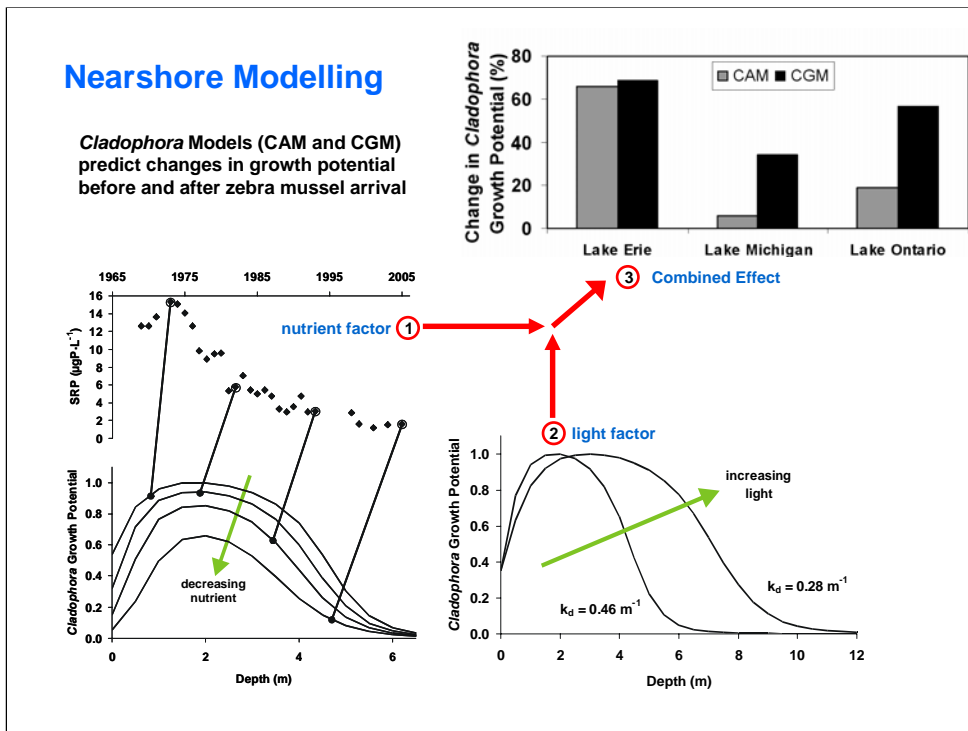 Nearshore Modelling
Cladophora Models (CAM and CGM)
predict changes in growth potential
before and after zebra mussel arrival
Change in Cladophora
Growth Potential (%)
80
60
40
20
0
CAM CGM
Lake Erie Lake Michigan Lake Ontario
3 Combined Effect
nutrient factor 1
2 light factor
1965 1975 1985 1995 2005
SRP (µgP·L⁻¹)
16
14
12
10
8
6
4
2
0
Cladophora Growth Potential
1.0
0.8
0.6
0.4
0.2
0.0
decreasing
nutrient
0 2 4 6
Depth (m)
Cladophora Growth Potential
1.0
0.8
0.6
0.4
0.2
0.0
increasing
light
kd = 0.46 m⁻¹
kd = 0.28 m⁻¹
0 2 4 6 8 10 12
Depth (m)